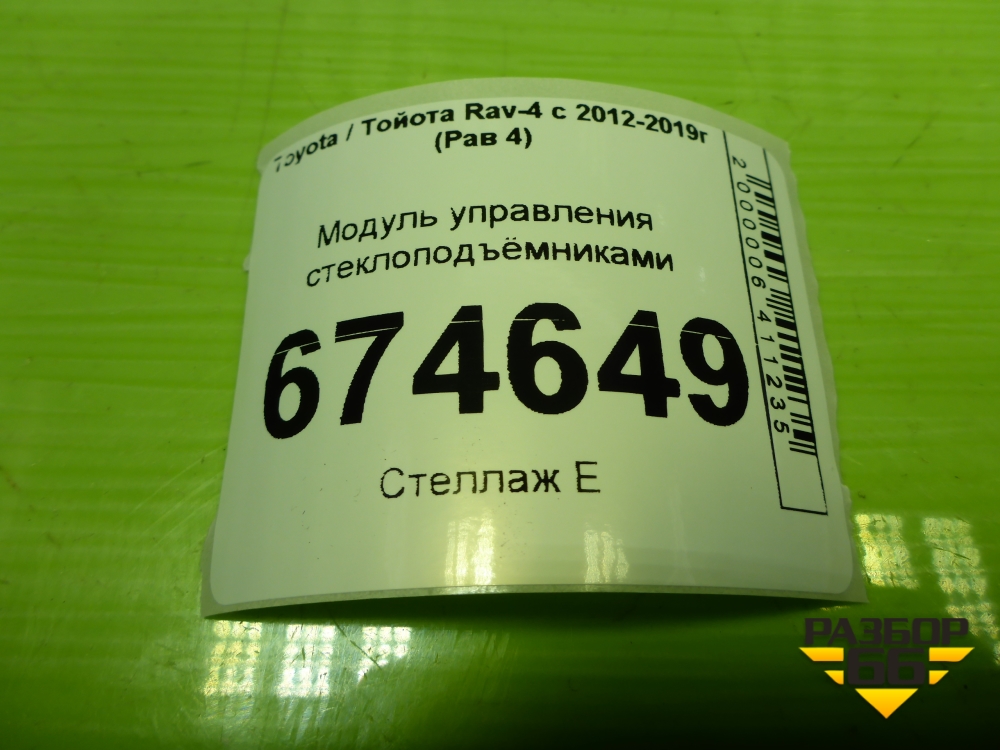 Toyota / Тойота Rav-4 с 2012-2019г
(Рав 4)
Модуль управления
стеклоподъёмниками
674649
Стеллаж Е
2000006411235
РАЗБОР
66